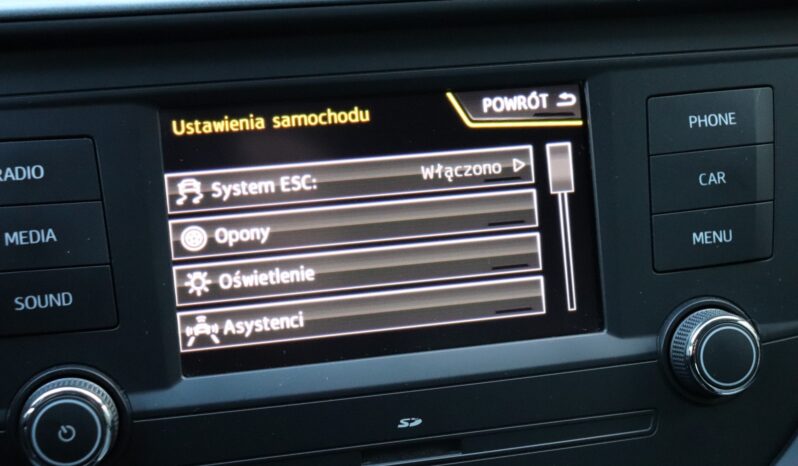 Ustawienia samochodu
POWRÓT
System ESC: Włączono
Opony
Oświetlenie
Asystenci
RADIO
MEDIA
SOUND
PHONE
CAR
MENU
SD